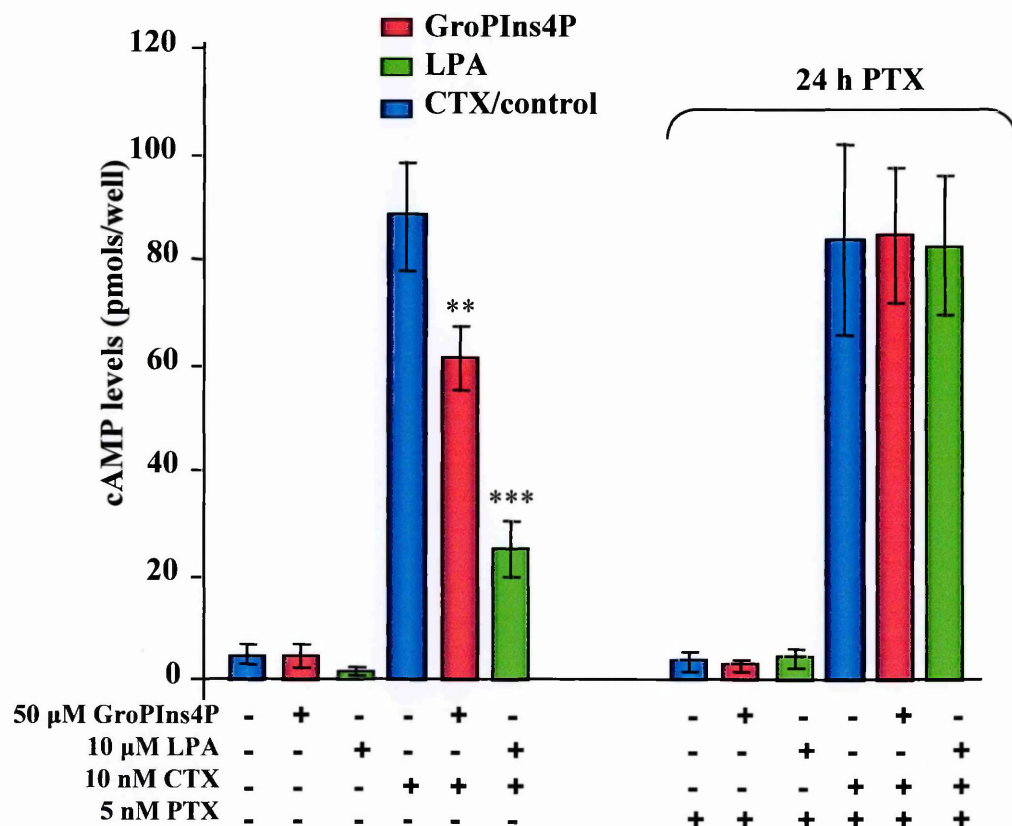 GroPIns4P
LPA
CTX/control
24 h PTX
cAMP levels (pmols/well)
120
100
80
60
40
20
0
** 
***
50 µM GroPIns4P - + - - + - - + - - + -
10 µM LPA - - + - - + - - + - - +
10 nM CTX - - - + + + - - - + + +
5 nM PTX - - - - - - + + + + + +